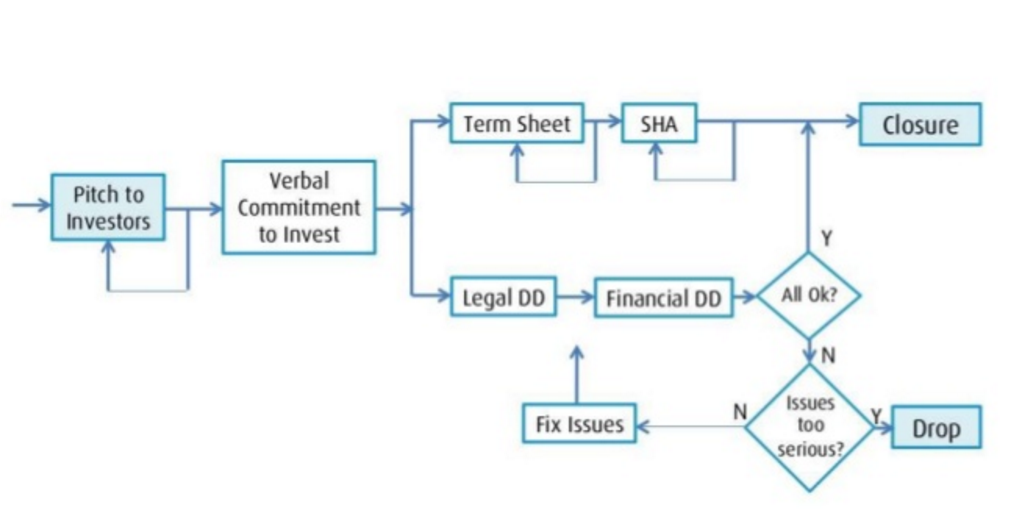 Pitch to
Investors
Verbal
Commitment
to Invest
Term Sheet
SHA
Closure
Legal DD
Financial DD
All Ok?
Y
N
Issues
too
serious?
Y
Drop
N
Fix Issues